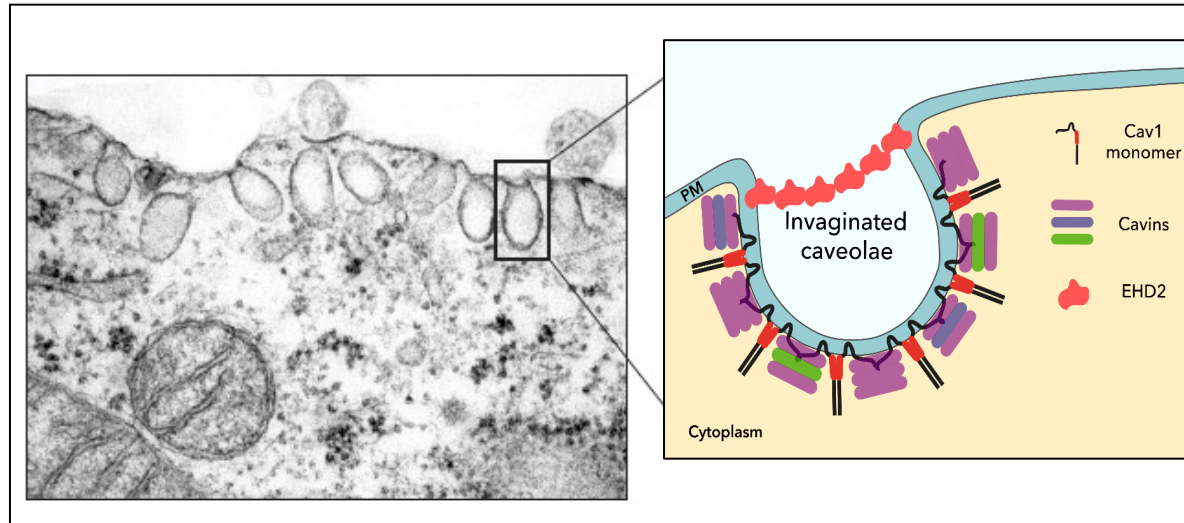 PM
Invaginated
caveolae
Cytoplasm
Cav1
monomer
Cavins
EHD2